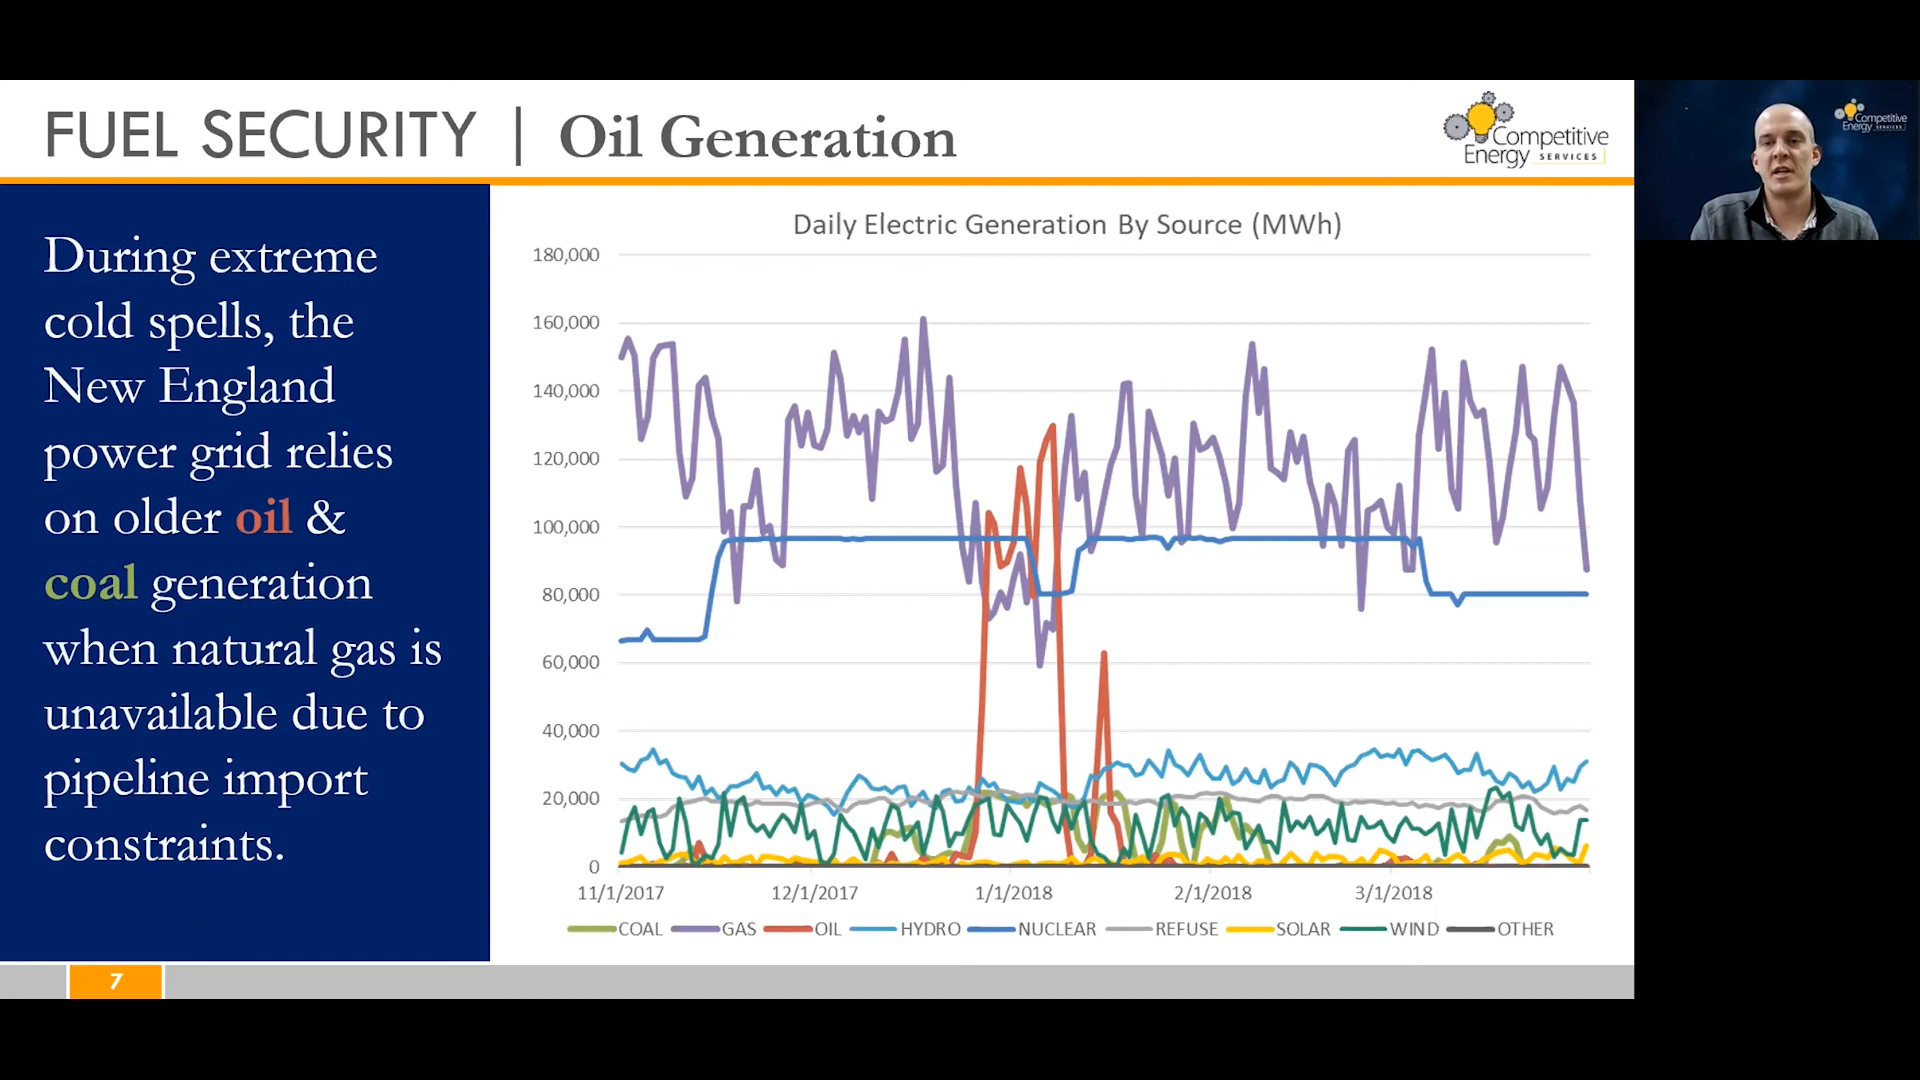 FUEL SECURITY | Oil Generation
Competitive
Energy SERVICES
Competitive
Energy SERVICES
During extreme
cold spells, the
New England
power grid relies
on older oil &
coal generation
when natural gas is
unavailable due to
pipeline import
constraints.
Daily Electric Generation By Source (MWh)
180,000
160,000
140,000
120,000
100,000
80,000
60,000
40,000
20,000
0
11/1/2017 12/1/2017 1/1/2018 2/1/2018 3/1/2018
COAL GAS OIL HYDRO NUCLEAR REFUSE SOLAR WIND OTHER
7